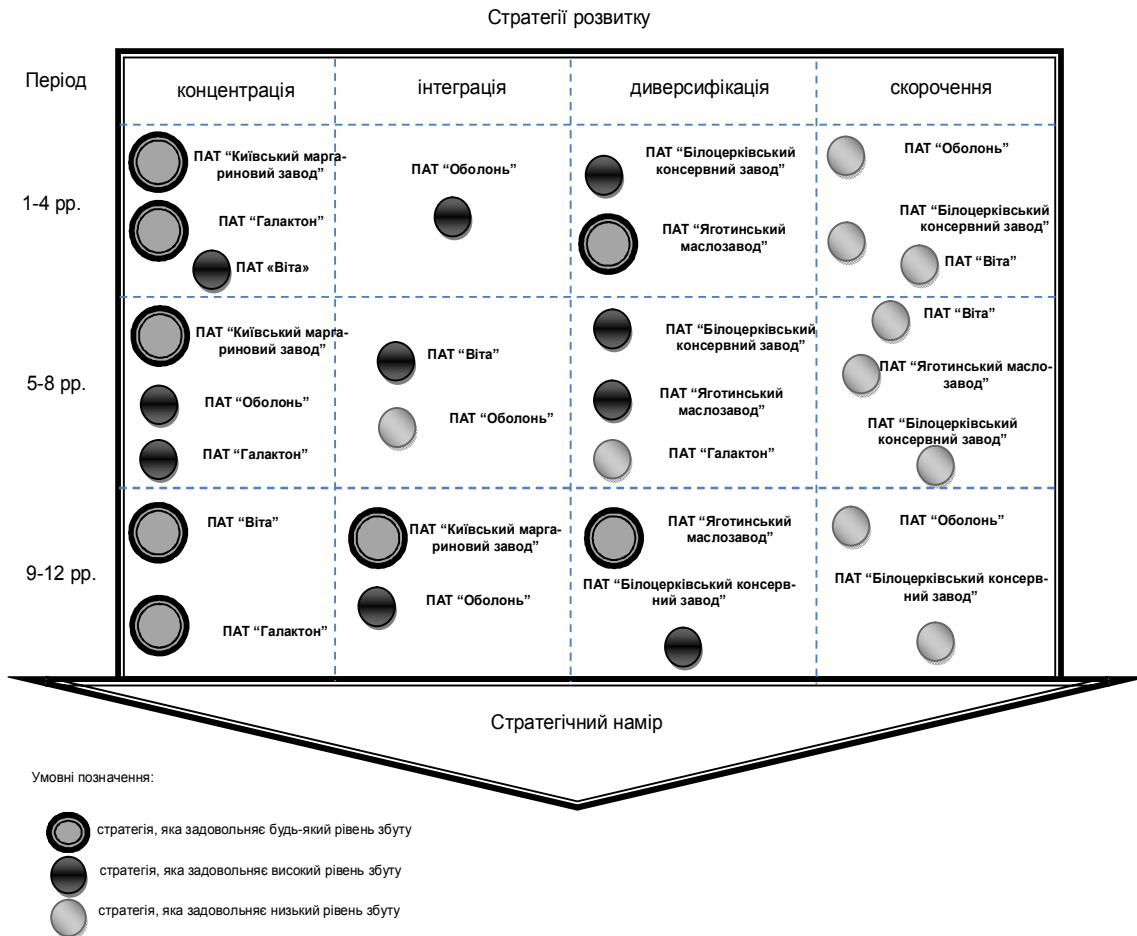 Стратегії розвитку
Період
концентрація
інтеграція
диверсифікація
скорочення
1-4 рр.
ПАТ “Київський марга-
риновий завод”
ПАТ “Галактон”
ПАТ «Віта»
ПАТ “Оболонь”
ПАТ “Білоцерківський
консервний завод”
ПАТ “Яготинський
маслозавод”
ПАТ “Оболонь”
ПАТ “Білоцерківський
консервний завод”
ПАТ “Віта”
5-8 рр.
ПАТ “Київський марга-
риновий завод”
ПАТ “Оболонь”
ПАТ “Галактон”
ПАТ “Віта”
ПАТ “Оболонь”
ПАТ “Білоцерківський
консервний завод”
ПАТ “Яготинський
маслозавод”
ПАТ “Галактон”
ПАТ “Віта”
ПАТ “Яготинський масло-
завод”
ПАТ “Білоцерківський
консервний завод”
9-12 рр.
ПАТ “Віта”
ПАТ “Галактон”
ПАТ “Київський марга-
риновий завод”
ПАТ “Оболонь”
ПАТ “Яготинський
маслозавод”
ПАТ “Білоцерківський консерв-
ний завод”
ПАТ “Оболонь”
ПАТ “Білоцерківський консерв-
ний завод”
Стратегічний намір
Умовні позначення:
стратегія, яка задовольняє будь-який рівень збуту
стратегія, яка задовольняє високий рівень збуту
стратегія, яка задовольняє низький рівень збуту